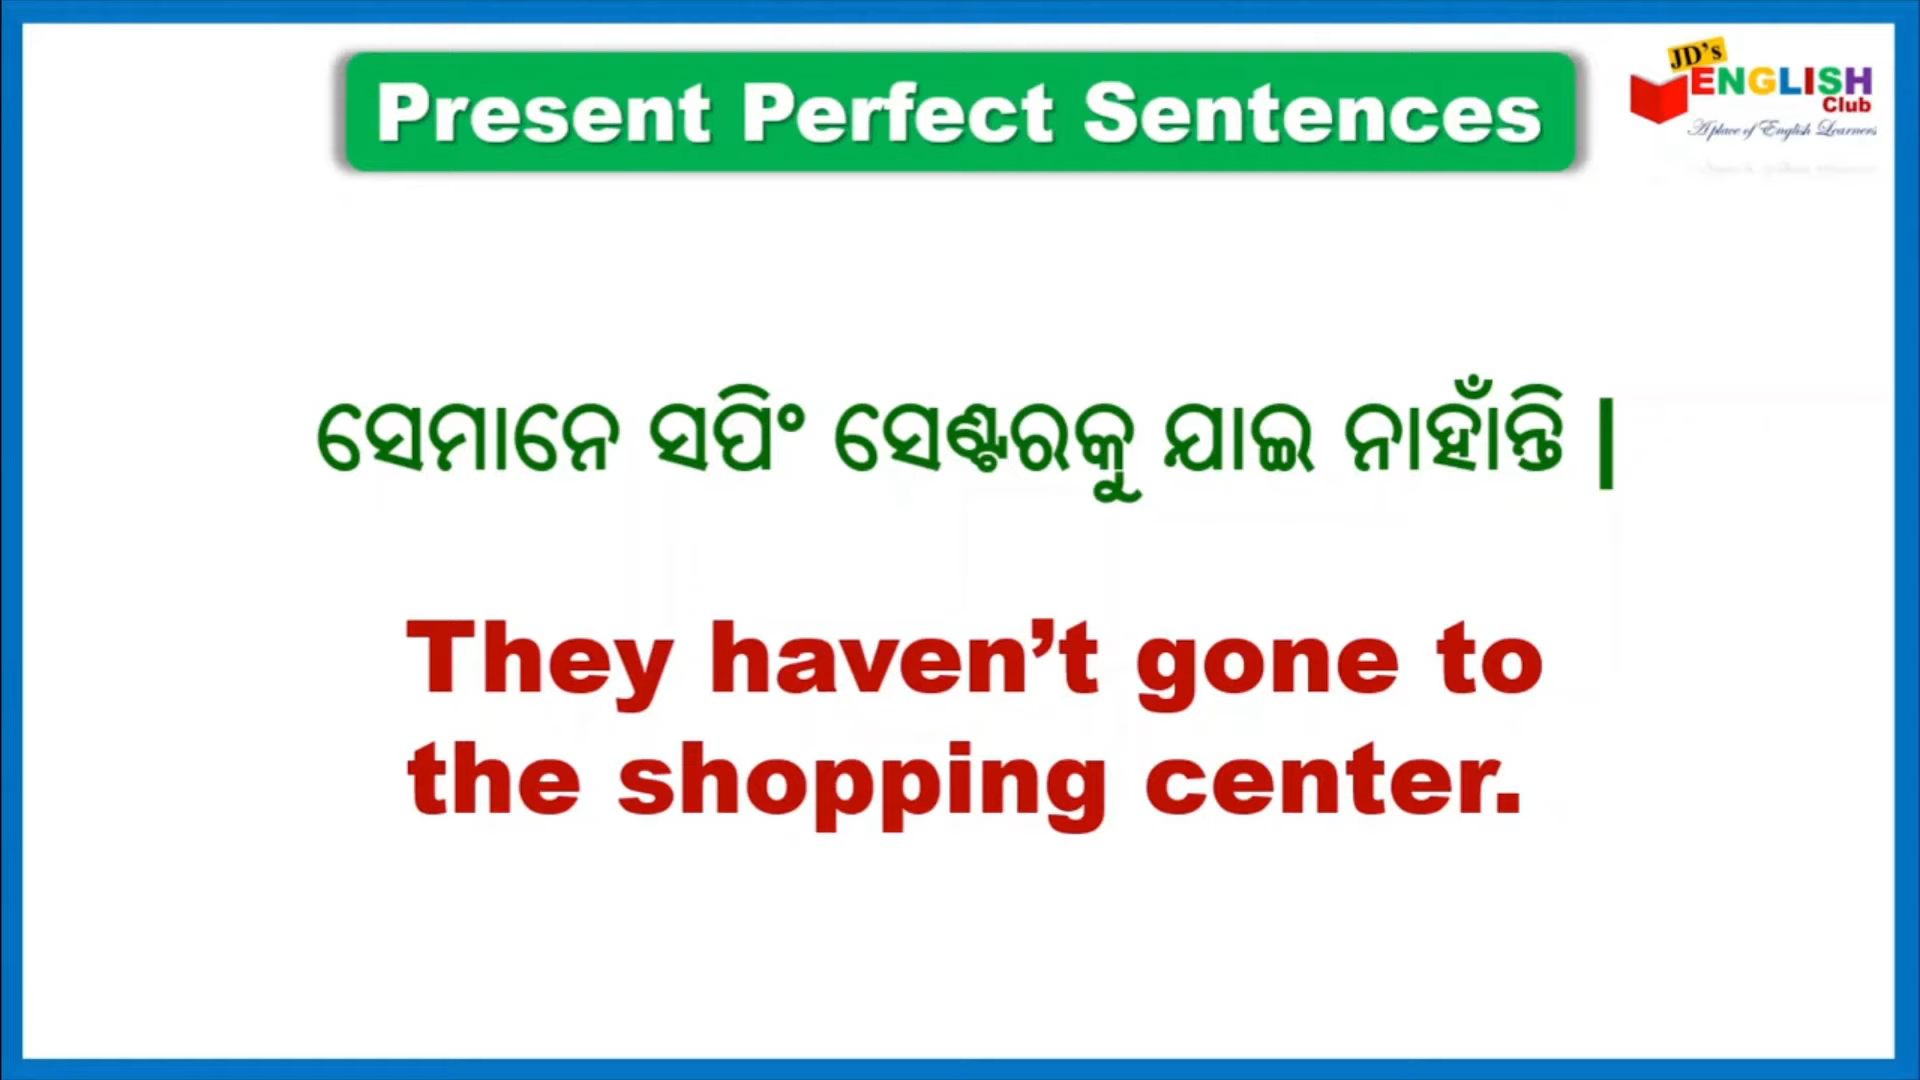 Present Perfect Sentences
JD's
ENGLISH
Club
A place of English Learners
ସେମାନେ ସପିଂ ସେଣ୍ଟରକୁ ଯାଇ ନାହାଁନ୍ତି |
They haven’t gone to
the shopping center.